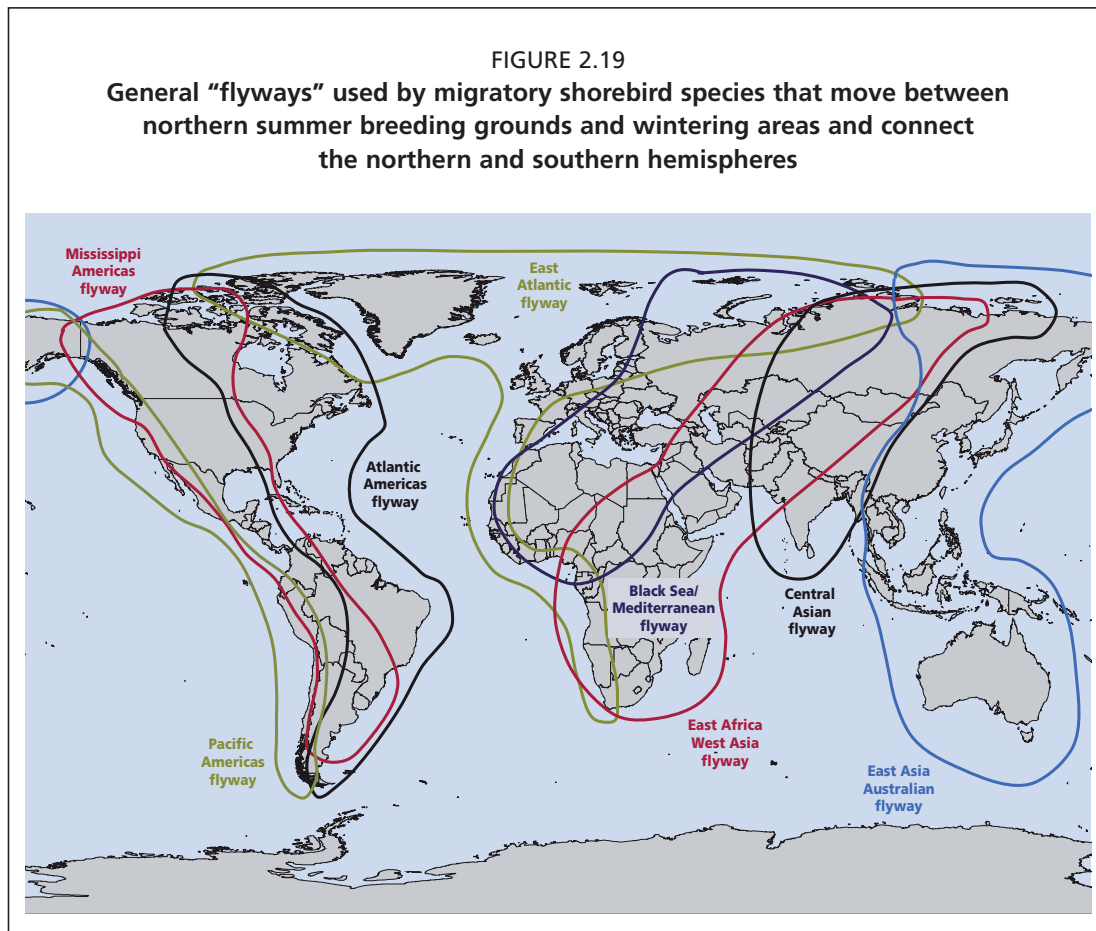 FIGURE 2.19
General “flyways” used by migratory shorebird species that move between
northern summer breeding grounds and wintering areas and connect
the northern and southern hemispheres
Mississippi
Americas
flyway
East
Atlantic
flyway
Atlantic
Americas
flyway
Black Sea/
Mediterranean
flyway
Central
Asian
flyway
Pacific
Americas
flyway
East Africa
West Asia
flyway
East Asia
Australian
flyway